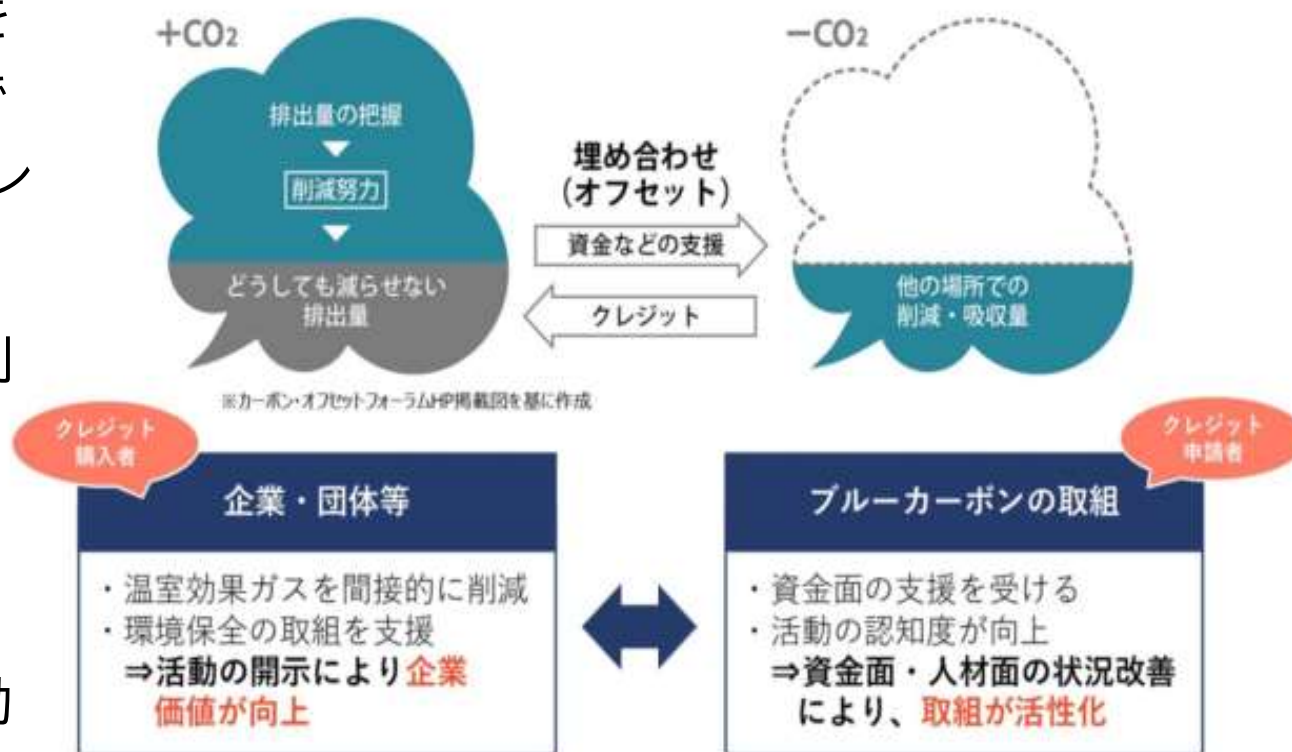 +CO2
排出量の把握
削減努力
どうしても減らせない
排出量
埋め合わせ
(オフセット)
資金などの支援
クレジット
−CO2
他の場所での
削減・吸収量
※カーボン・オフセットフォーラムHP掲載図を基に作成
クレジット
購入者
企業・団体等
・温室効果ガスを間接的に削減
・環境保全の取組を支援
⇒活動の開示により企業
価値が向上
クレジット
申請者
ブルーカーボンの取組
・資金面の支援を受ける
・活動の認知度が向上
⇒資金面・人材面の状況改善
により、取組が活性化